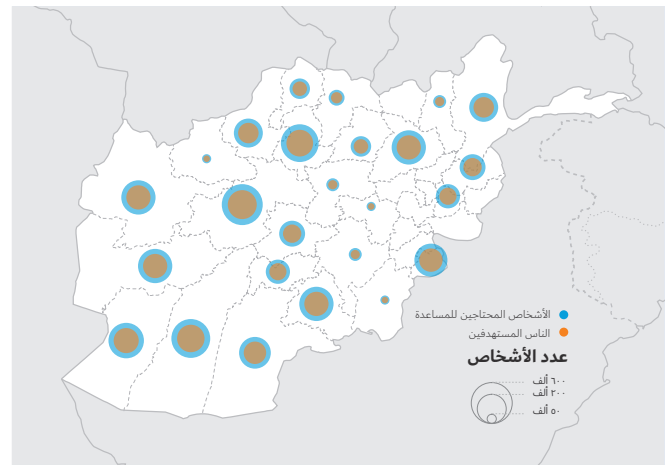 الأشخاص المحتاجين للمساعدة
الناس المستهدفين
عدد الأشخاص
٦٠٠ ألف
٢٠٠ ألف
٥٠ ألف